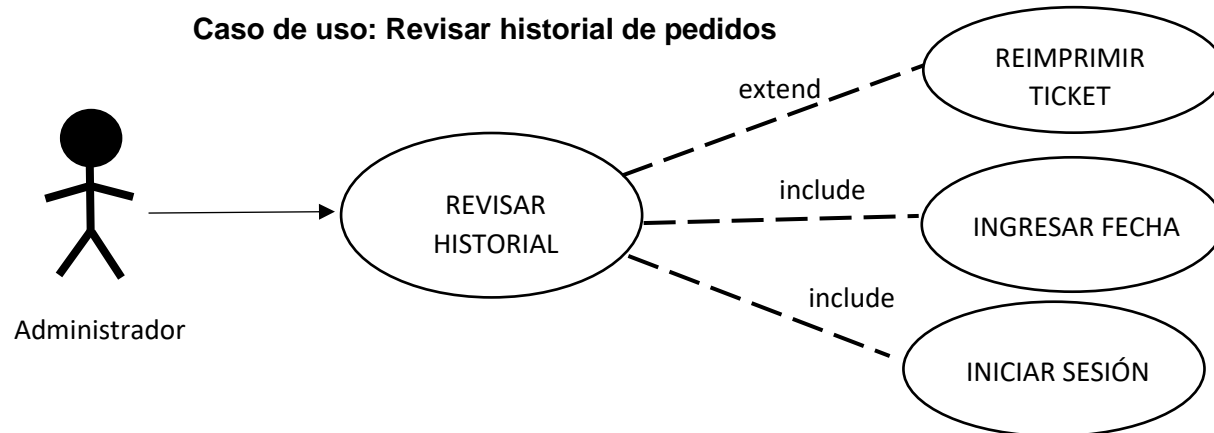 Caso de uso: Revisar historial de pedidos
REIMPRIMIR
TICKET
extend
include
REVISAR
HISTORIAL
INGRESAR FECHA
include
Administrador
INICIAR SESIÓN